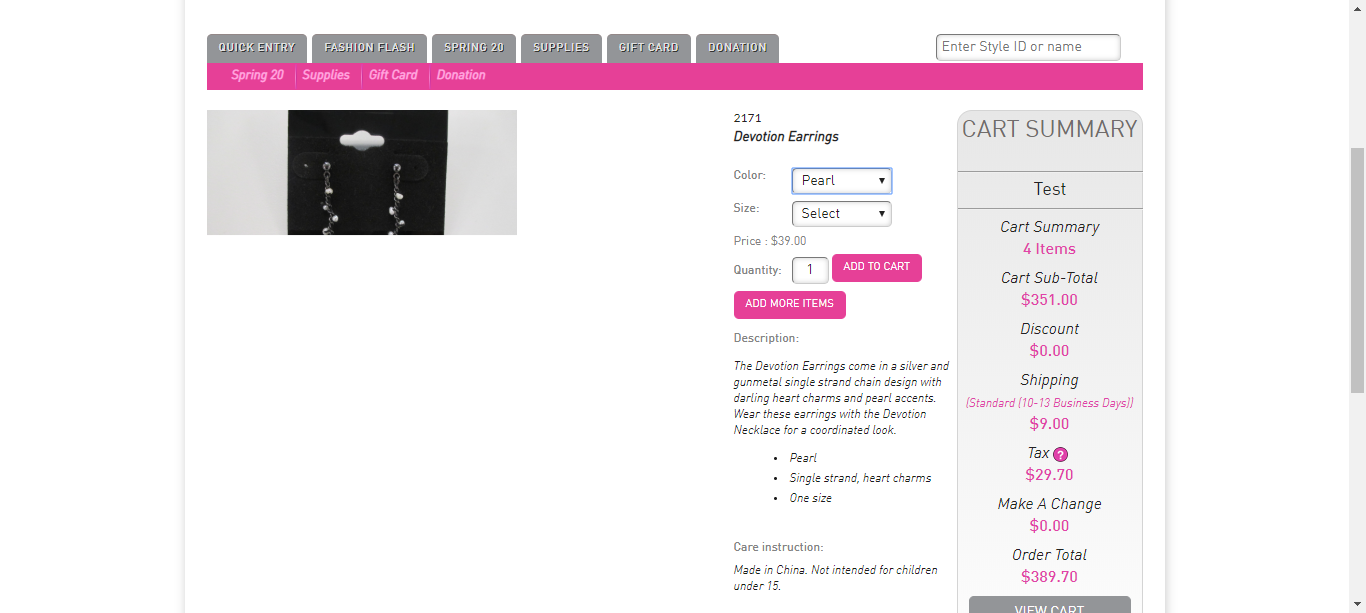 QUICK ENTRY
FASHION FLASH
SPRING 20
SUPPLIES
GIFT CARD
DONATION
Enter Style ID or name
Spring 20
Supplies
Gift Card
Donation
2171
Devotion Earrings
Color:
Pearl
Size:
Select
Price : $39.00
Quantity:
1
ADD TO CART
ADD MORE ITEMS
Description:
The Devotion Earrings come in a silver and
gunmetal single strand chain design with
darling heart charms and pearl accents.
Wear these earrings with the Devotion
Necklace for a coordinated look.
• Pearl
• Single strand, heart charms
• One size
Care instruction:
Made in China. Not intended for children
under 15.
CART SUMMARY
Test
Cart Summary
4 Items
Cart Sub-Total
$351.00
Discount
$0.00
Shipping
(Standard (10-13 Business Days))
$9.00
Tax ?
$29.70
Make A Change
$0.00
Order Total
$389.70
VIEW CART